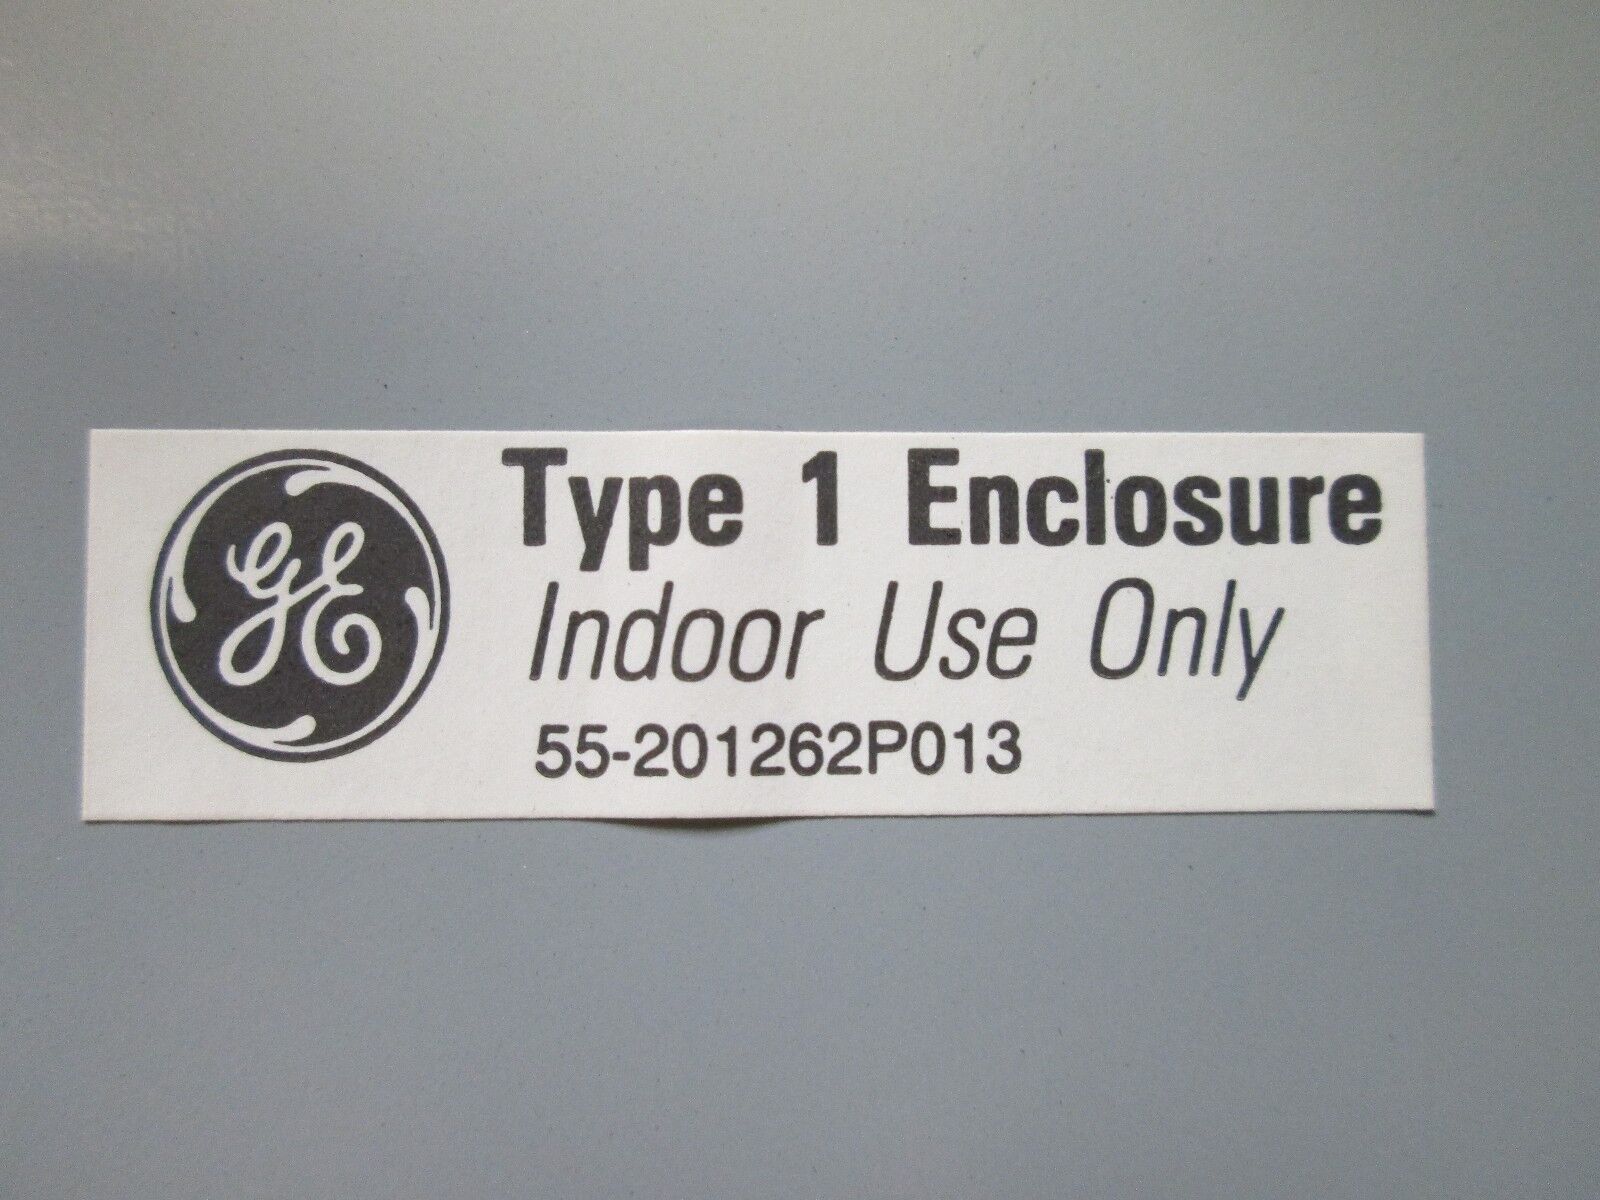 GE
Type 1 Enclosure
Indoor Use Only
55-201262P013